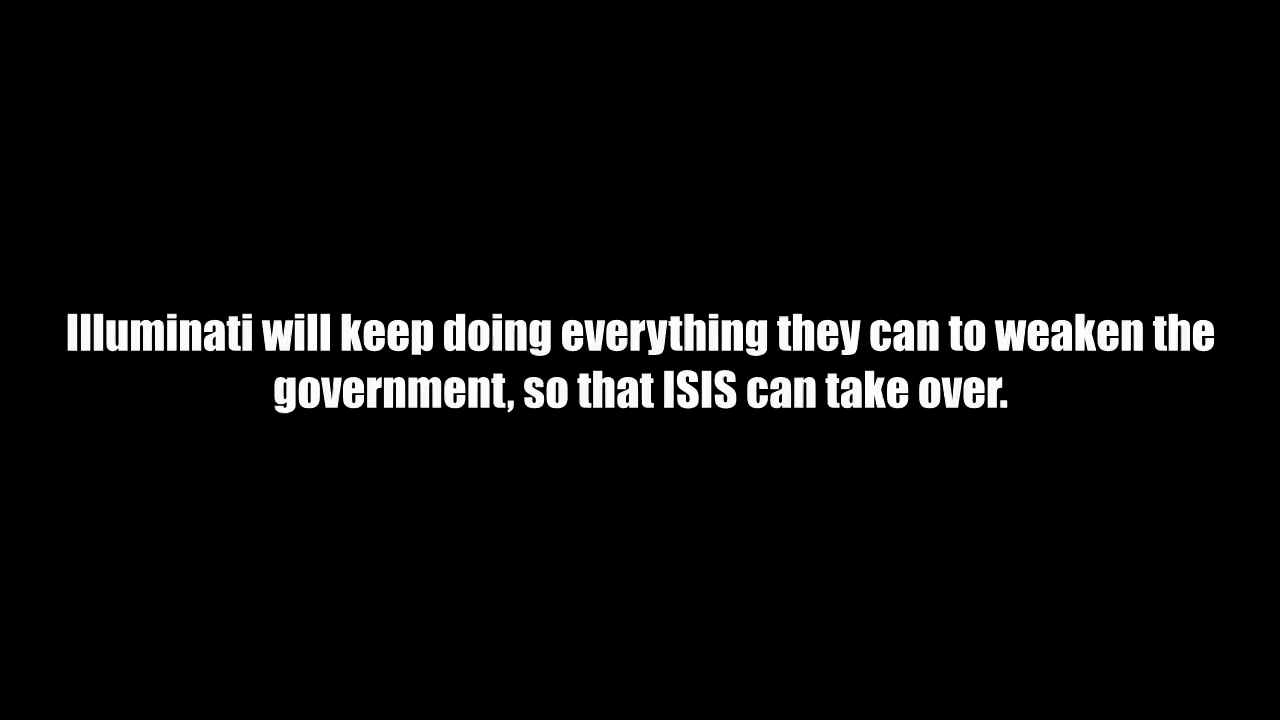 Illuminati will keep doing everything they can to weaken the
government, so that ISIS can take over.